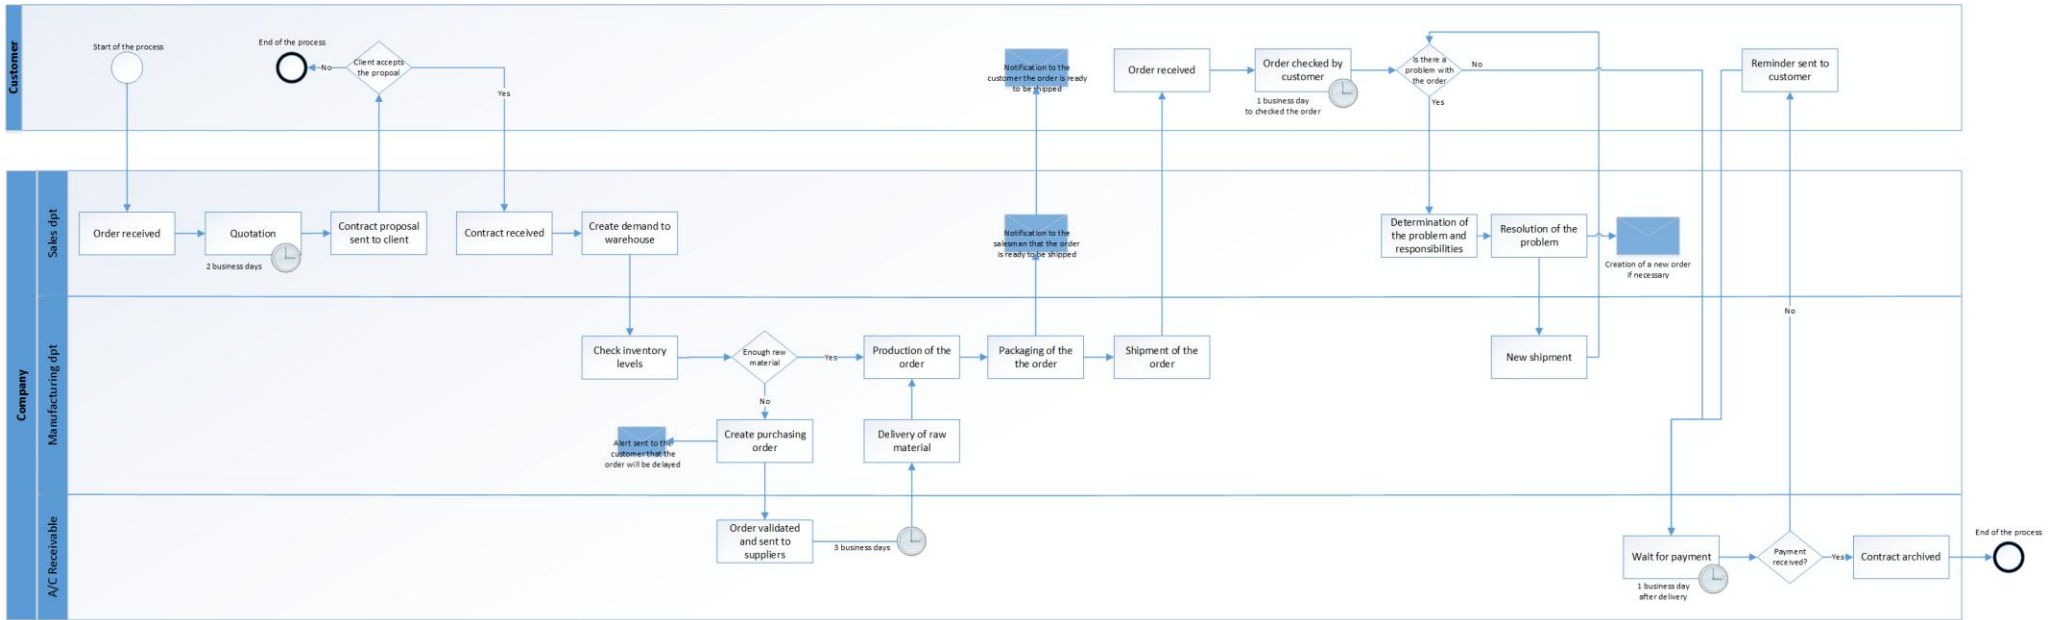 Customer
Start of the process
End of the process
No
Client accepts
the propoal
Yes
Notification to the
customer the order is ready
to be shipped
Order received
Order checked by
customer
1 business day
to checked the order
Is there a
problem with
the order
No
Yes
Reminder sent to
customer
Company
Sales dpt
Order received
Quotation
2 business days
Contract proposal
sent to client
Contract received
Create demand to
warehouse
Notification to the
salesman that the order
is ready to be shipped
Determination of
the problem and
responsibilities
Resolution of the
problem
Creation of a new order
if necessary
Manufacturing dpt
Check inventory
levels
Enough raw
material
Yes
No
Production of the
order
Packaging of the
the order
Shipment of the
order
New shipment
No
Alert sent to the
customer that the
order will be delayed
Create purchasing
order
Delivery of raw
material
A/C Receivable
Order validated
and sent to
suppliers
3 business days
Wait for payment
1 business day
after delivery
Payment
received?
Yes
Contract archived
End of the process